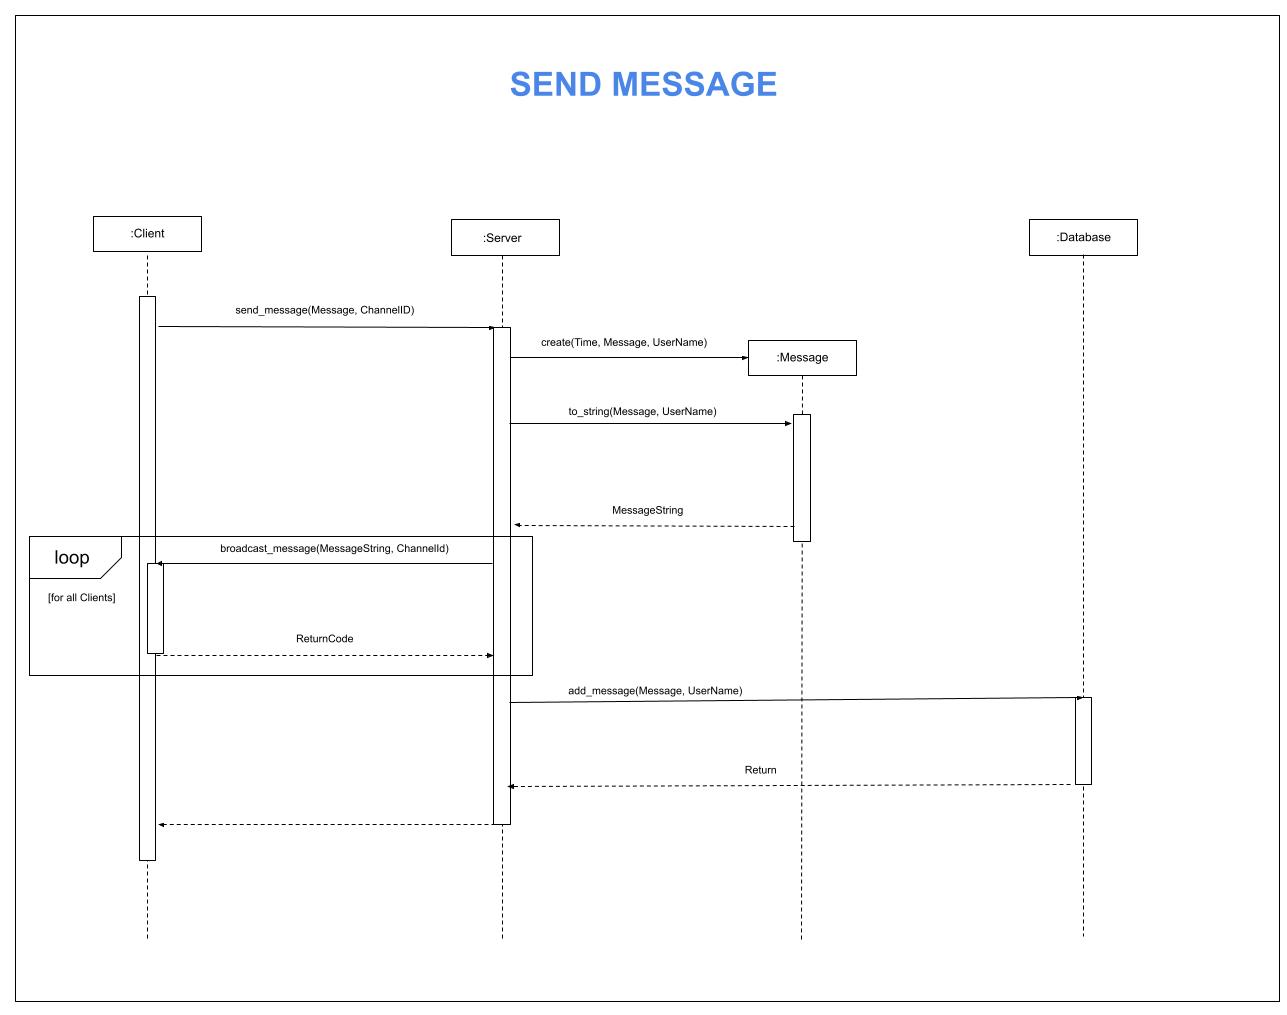 SEND MESSAGE
:Client
:Server
:Database
send_message(Message, ChannelID)
create(Time, Message, UserName)
:Message
to_string(Message, UserName)
MessageString
loop
broadcast_message(MessageString, ChannelId)
[for all Clients]
ReturnCode
add_message(Message, UserName)
Return